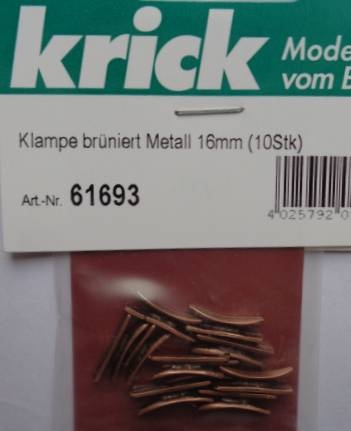 krick
Mode
vom B
Klampe brüniert Metall 16mm (10Stk)
Art.-Nr. 61693
4 025792 0